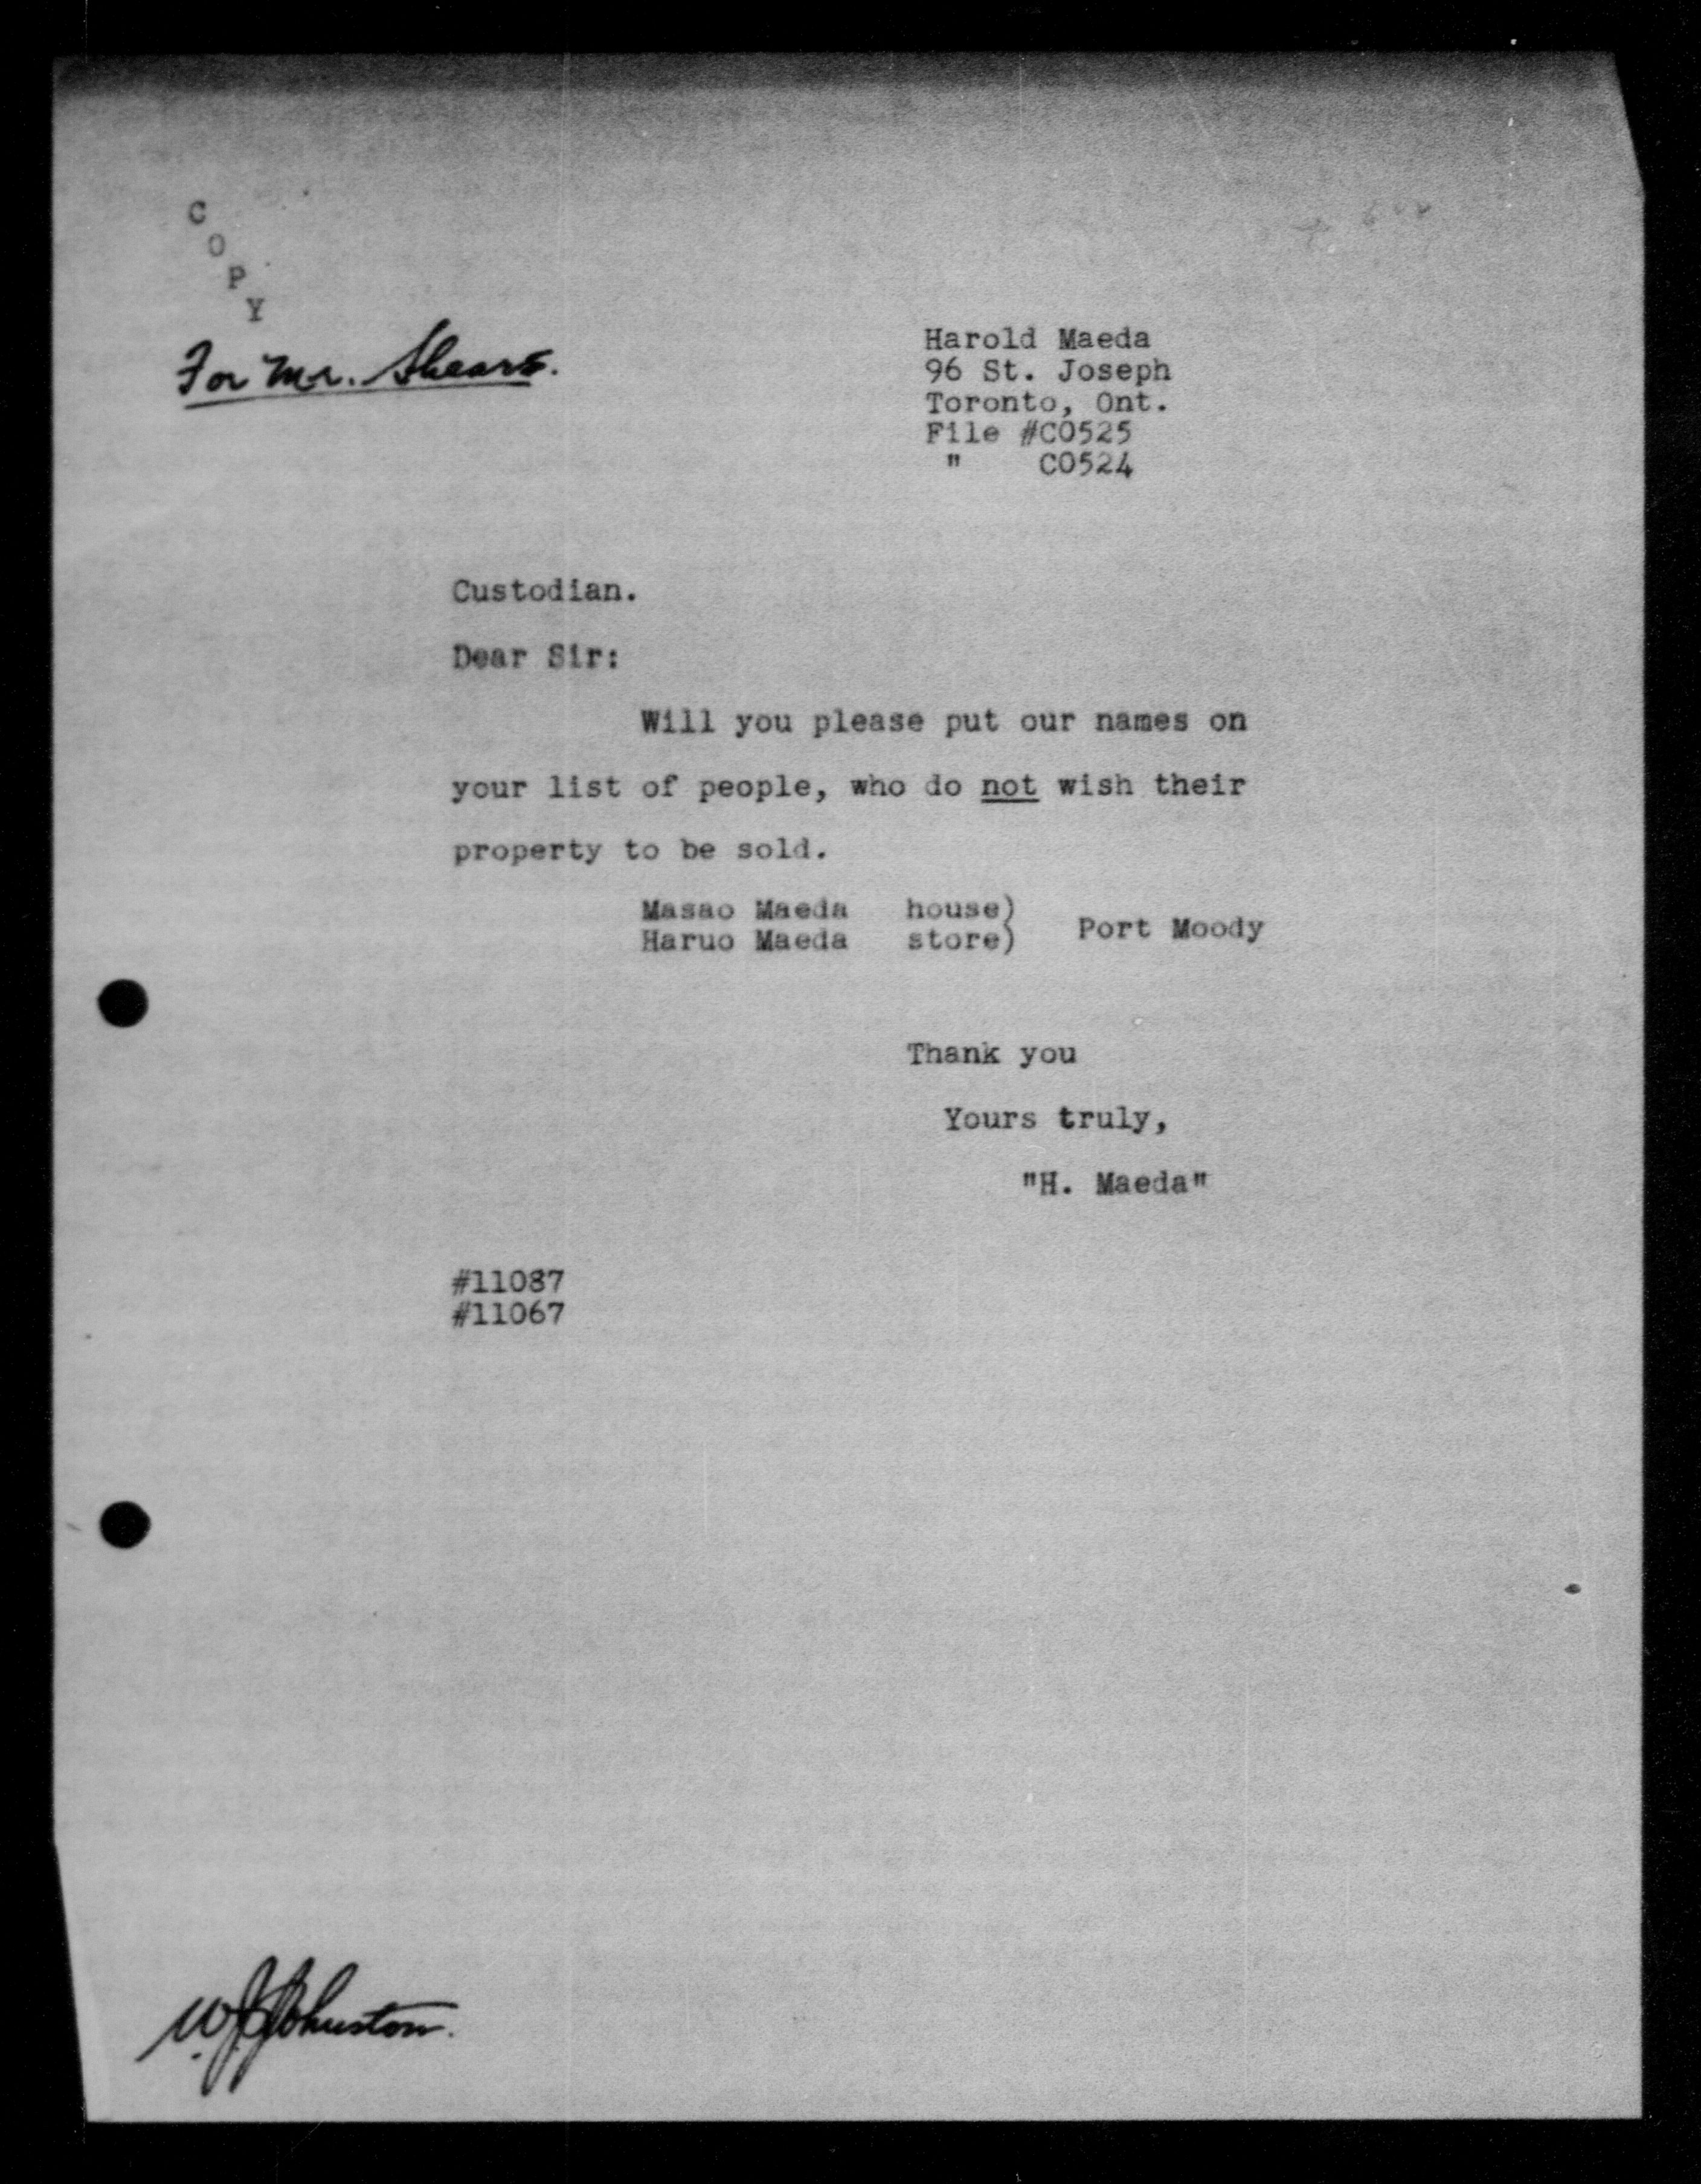 C
O
P
Y
For Mr. Shears.
Harold Maeda
96 St. Joseph
Toronto, Ont.
File #C0525
" C0524
Custodian.
Dear Sir:
Will you please put our names on
your list of people, who do not wish their
property to be sold.
Masao Maeda house)
Haruo Maeda store) Port Moody
Thank you
Yours truly,
"H. Maeda"
#11087
#11067
W.J. Johnston.